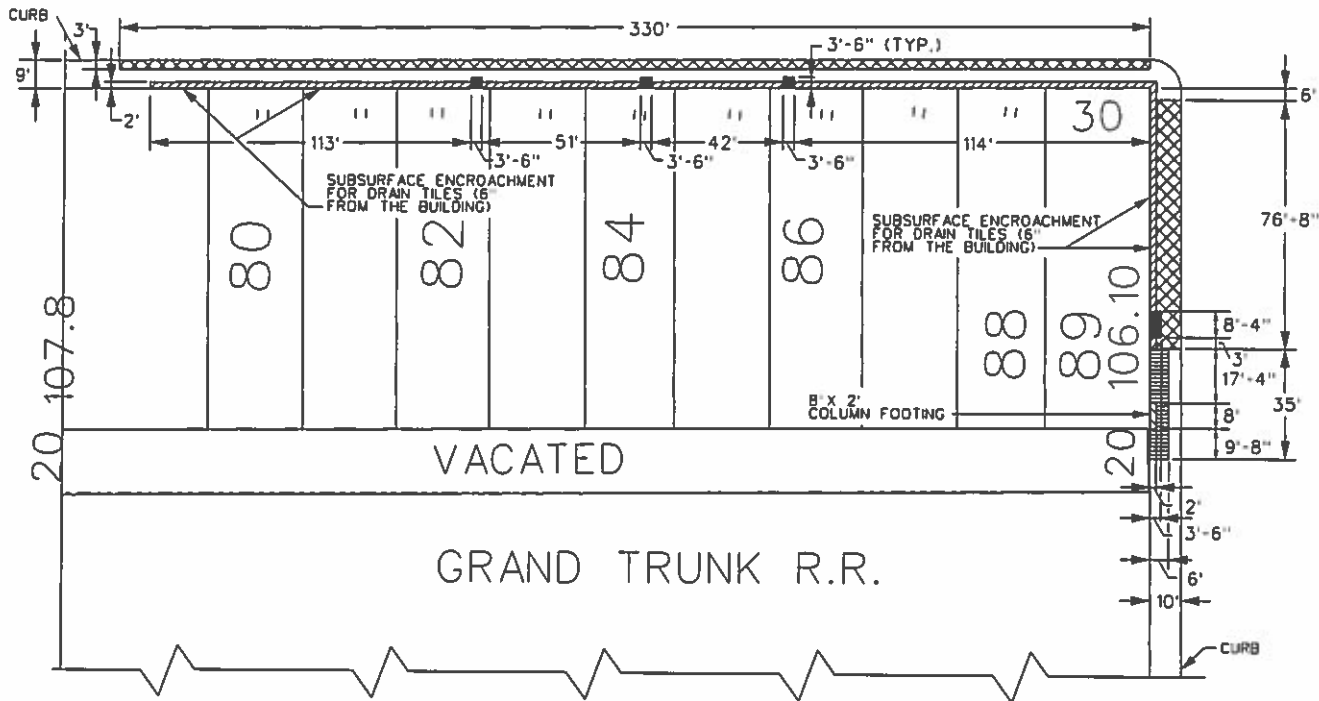 CURB
3'
330'
3'-6" (TYP.)
9'
6'
2'
" " " " " " " " "
30
113'
3'-6"
51'
3'-6"
42'
3'-6"
114'
SUBSURFACE ENCROACHMENT
FOR DRAIN TILES (6"
FROM THE BUILDING)
SUBSURFACE ENCROACHMENT
FOR DRAIN TILES (6"
FROM THE BUILDING)
76'-8"
80
82
84
86
88
89
106.10
107.8
8'-4"
3'
17'-4"
35'
8' X 2'
COLUMN FOOTING
8'
9'-8"
20
VACATED
20
2'
3'-6"
GRAND TRUNK R.R.
6'
10'
CURB